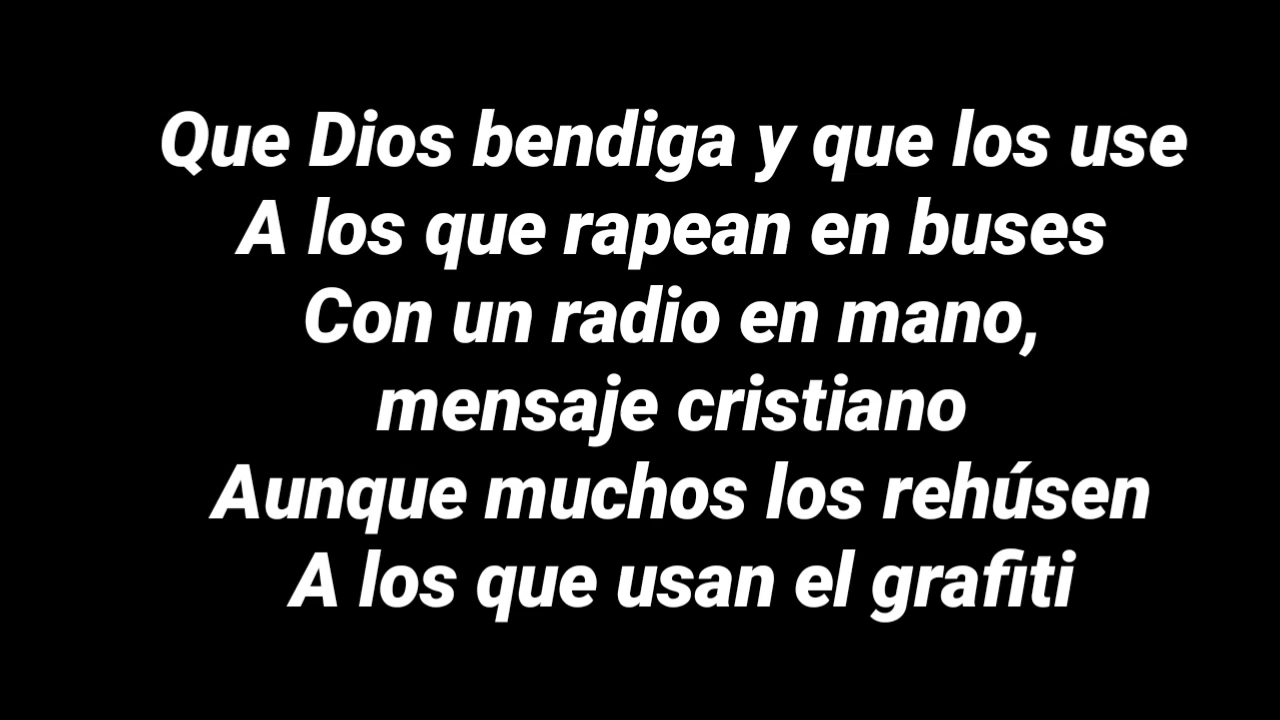 Que Dios bendiga y que los use
A los que rapean en buses
Con un radio en mano,
mensaje cristiano
Aunque muchos los rehúsen
A los que usan el grafiti